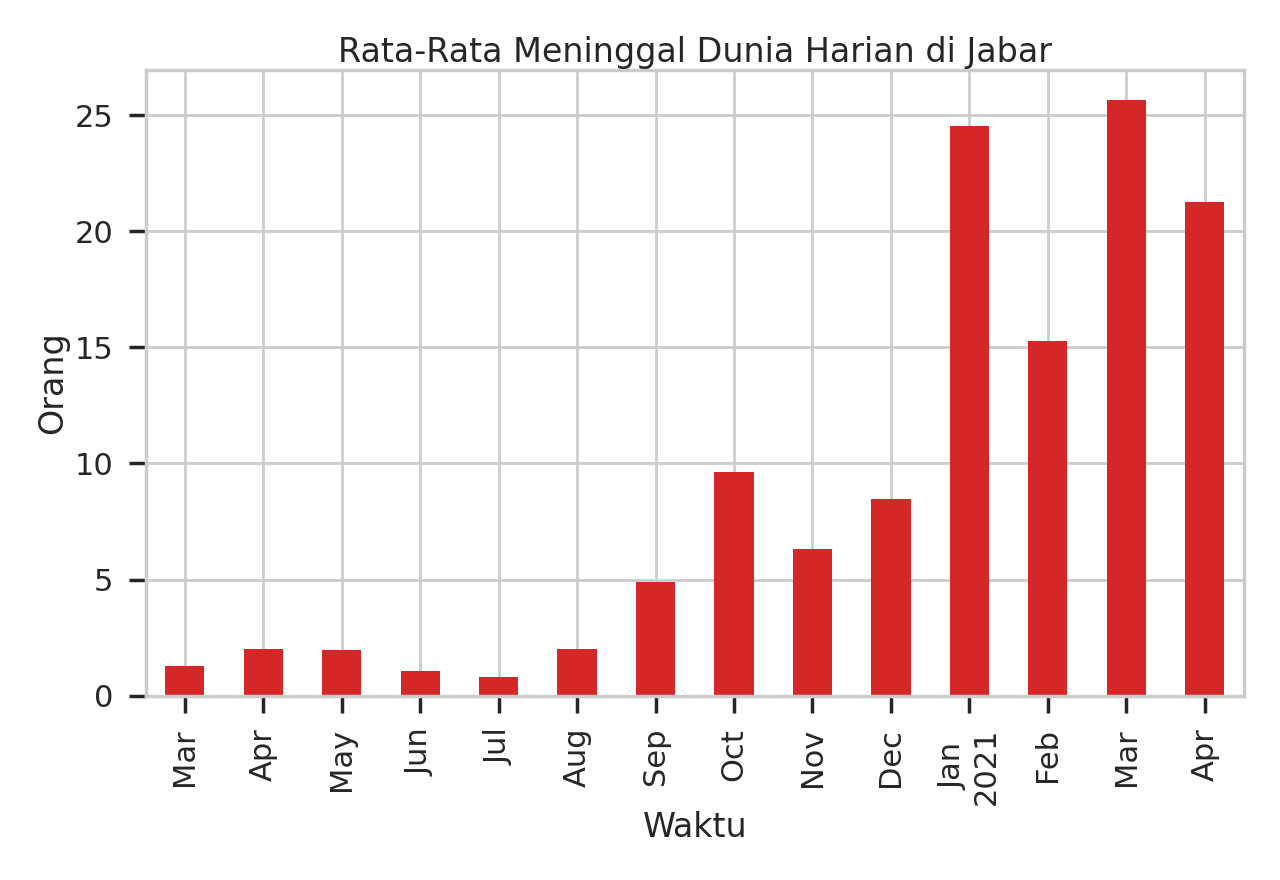 Rata-Rata Meninggal Dunia Harian di Jabar
Orang
25
20
15
10
5
0
Mar
Apr
May
Jun
Jul
Aug
Sep
Oct
Nov
Dec
Jan
2021
Feb
Mar
Apr
Waktu